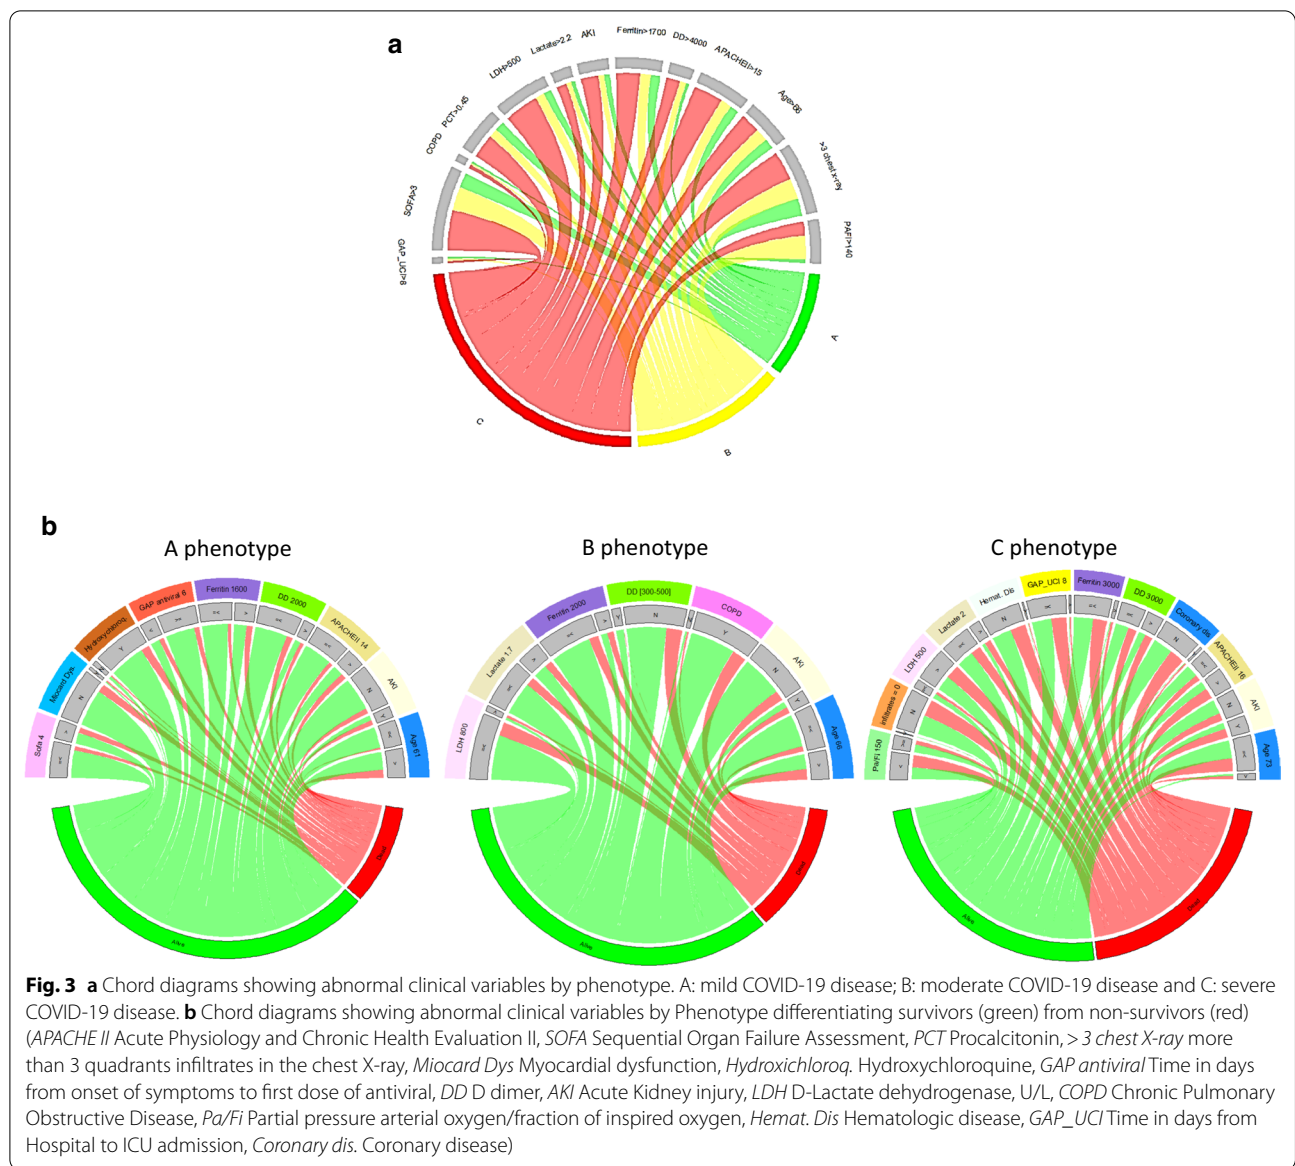 a
GAP_UCI>8
SOFA>3
COPD
PCT>0.45
LDH>500
Lactate>2.2
AKI
Ferritin>1700
DD>4000
APACHEII>15
Age>66
>3 chest x-ray
PAFI>140
A
B
C
b
A phenotype
B phenotype
C phenotype
Sofa 4
Miocard Dys.
Hydroxychloroq.
GAP antiviral 6
Ferritin 1600
DD 2000
APACHEII 14
AKI
Age 61
Alive
Dead
LDH 800
Lactate 1,7
Ferritin 2000
DD [300-500]
COPD
AKI
Age 66
Alive
Dead
Pa/Fi 150
Infiltrates = 0
LDH 500
Lactate 2
Hemat. Dis
GAP_UCI 8
Ferritin 3000
DD 3000
Coronary dis.
APACHEII 16
AKI
Age 73
Alive
Dead
Fig. 3 a Chord diagrams showing abnormal clinical variables by phenotype. A: mild COVID-19 disease; B: moderate COVID-19 disease and C: severe
COVID-19 disease. b Chord diagrams showing abnormal clinical variables by Phenotype differentiating survivors (green) from non-survivors (red)
(APACHE II Acute Physiology and Chronic Health Evaluation II, SOFA Sequential Organ Failure Assessment, PCT Procalcitonin, > 3 chest X-ray more
than 3 quadrants infiltrates in the chest X-ray, Miocard Dys Myocardial dysfunction, Hydroxichloroq. Hydroxychloroquine, GAP antiviral Time in days
from onset of symptoms to first dose of antiviral, DD D dimer, AKI Acute Kidney injury, LDH D-Lactate dehydrogenase, U/L, COPD Chronic Pulmonary
Obstructive Disease, Pa/Fi Partial pressure arterial oxygen/fraction of inspired oxygen, Hemat. Dis Hematologic disease, GAP_UCI Time in days from
Hospital to ICU admission, Coronary dis. Coronary disease)